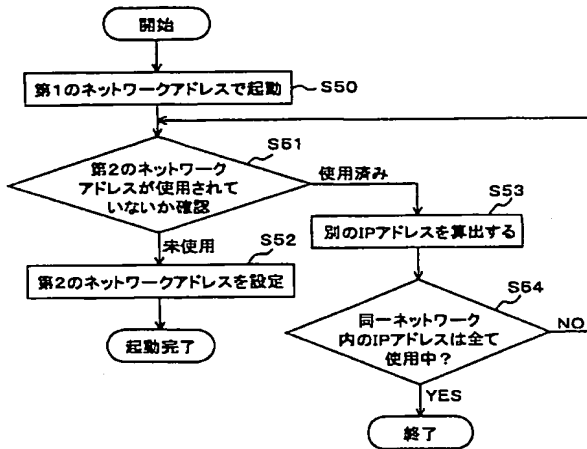 開始
第1のネットワークアドレスで起動
S50
S51
第2のネットワーク
アドレスが使用されて
いないか確認
使用済み
未使用
S52
第2のネットワークアドレスを設定
起動完了
S53
別のIPアドレスを算出する
S54
同一ネットワーク
内のIPアドレスは全て
使用中？
NO
YES
終了